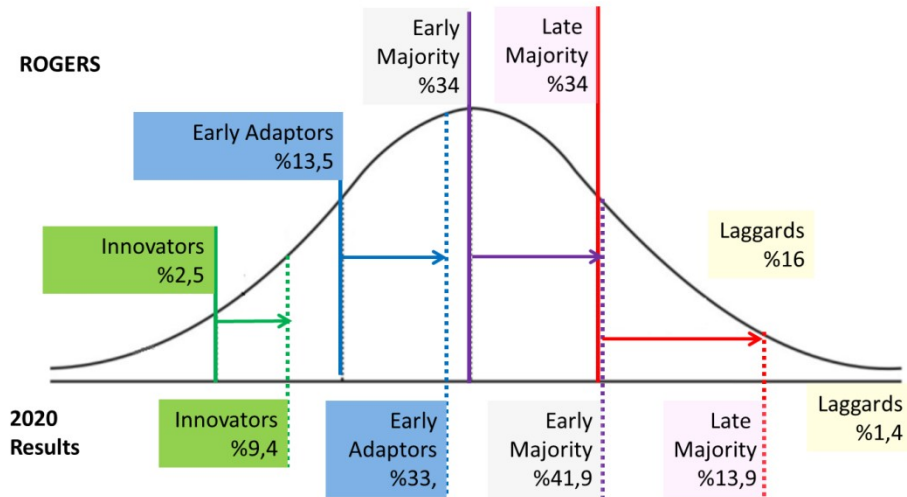 ROGERS
Early
Majority
%34
Late
Majority
%34
Early Adaptors
%13,5
Innovators
%2,5
Laggards
%16
2020
Results
Innovators
%9,4
Early
Adaptors
%33,
Early
Majority
%41,9
Late
Majority
%13,9
Laggards
%1,4